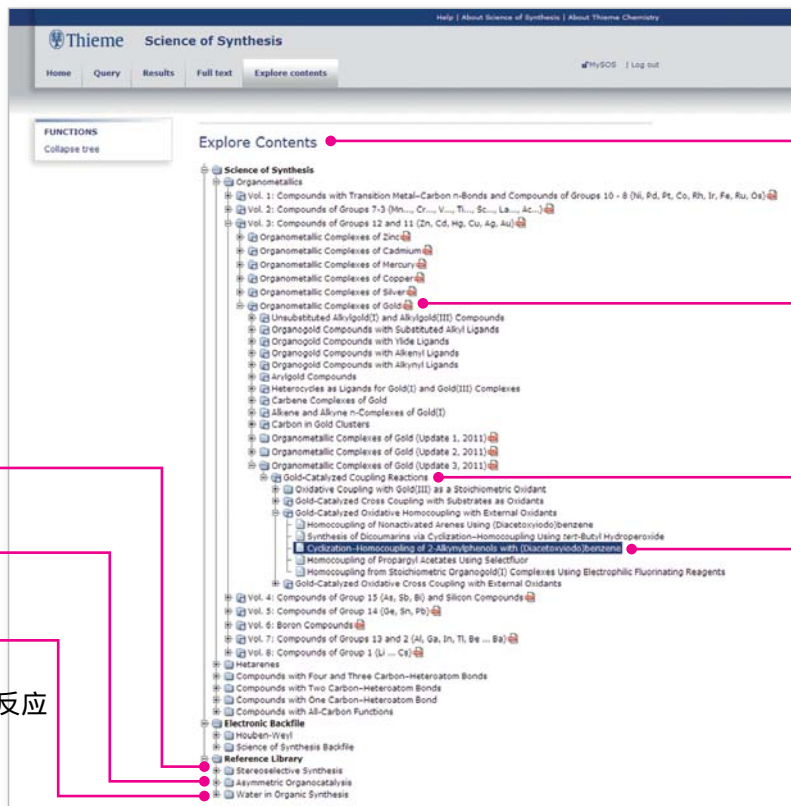 Help | About Science of Synthesis | About Thieme Chemistry
Thieme Science of Synthesis
Home Query Results Full text Explore contents
MySOS | Log out
FUNCTIONS
Collapse tree
Explore Contents
Science of Synthesis
Organometallics
Vol. 1: Compounds with Transition Metal–Carbon π-Bonds and Compounds of Groups 10 - 8 (Ni, Pd, Pt, Co, Rh, Ir, Fe, Ru, Os)
Vol. 2: Compounds of Groups 7-3 (Mn..., Cr..., V..., Ti..., Sc..., La..., Ac...)
Vol. 3: Compounds of Groups 12 and 11 (Zn, Cd, Hg, Cu, Ag, Au)
Organometallic Complexes of Zinc
Organometallic Complexes of Cadmium
Organometallic Complexes of Mercury
Organometallic Complexes of Copper
Organometallic Complexes of Silver
Organometallic Complexes of Gold
Unsubstituted Alkylgold(I) and Alkylgold(III) Compounds
Organogold Compounds with Substituted Alkyl Ligands
Organogold Compounds with Ylide Ligands
Organogold Compounds with Alkenyl Ligands
Organogold Compounds with Alkynyl Ligands
Arylgold Compounds
Heterocycles as Ligands for Gold(I) and Gold(III) Complexes
Carbene Complexes of Gold
Alkene and Alkyne π-Complexes of Gold(I)
Carbon in Gold Clusters
Organometallic Complexes of Gold (Update 1, 2011)
Organometallic Complexes of Gold (Update 2, 2011)
Organometallic Complexes of Gold (Update 3, 2011)
Gold-Catalyzed Coupling Reactions
Oxidative Coupling with Gold(III) as a Stoichiometric Oxidant
Gold-Catalyzed Cross Coupling with Substrates as Oxidants
Gold-Catalyzed Oxidative Homocoupling with External Oxidants
Homocoupling of Nonactivated Arenes Using (Diacetoxyiodo)benzene
Synthesis of Dicoumarins via Cyclization–Homocoupling Using tert-Butyl Hydroperoxide
Cyclization–Homocoupling of 2-Alkynylphenols with (Diacetoxyiodo)benzene
Homocoupling of Propargyl Acetates Using Selectfluor
Homocoupling from Stoichiometric Organogold(I) Complexes Using Electrophilic Fluorinating Reagents
Gold-Catalyzed Oxidative Cross Coupling with External Oxidants
Vol. 4: Compounds of Group 15 (As, Sb, Bi) and Silicon Compounds
Vol. 5: Compounds of Group 14 (Ge, Sn, Pb)
Vol. 6: Boron Compounds
Vol. 7: Compounds of Groups 13 and 2 (Al, Ga, In, Tl, Be ... Ba)
Vol. 8: Compounds of Group 1 (Li ... Cs)
Hetarenes
Compounds with Four and Three Carbon–Heteroatom Bonds
Compounds with Two Carbon–Heteroatom Bonds
Compounds with One Carbon–Heteroatom Bond
Compounds with All-Carbon Functions
Electronic Backfile
Houben-Weyl
Science of Synthesis Backfile
Reference Library
Stereoselective Synthesis
Asymmetric Organocatalysis
Water in Organic Synthesis
反应